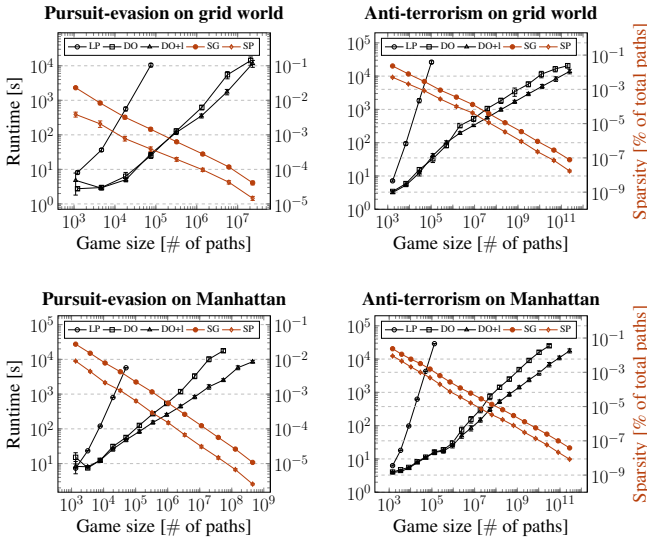 Pursuit-evasion on grid world
LP DO DO+l SG SP
Runtime [s]
10^4
10^3
10^2
10^1
10^0
10^-1
10^-2
10^-3
10^-4
10^-5
10^3 10^4 10^5 10^6 10^7
Game size [# of paths]
Anti-terrorism on grid world
LP DO DO+l SG SP
10^5
10^4
10^3
10^2
10^1
10^0
10^-1
10^-3
10^-5
10^-7
10^-9
Sparsity [% of total paths]
10^3 10^5 10^7 10^9 10^11
Game size [# of paths]
Pursuit-evasion on Manhattan
LP DO DO+l SG SP
Runtime [s]
10^5
10^4
10^3
10^2
10^1
10^-1
10^-2
10^-3
10^-4
10^-5
10^3 10^4 10^5 10^6 10^7 10^8 10^9
Game size [# of paths]
Anti-terrorism on Manhattan
LP DO DO+l SG SP
10^5
10^4
10^3
10^2
10^1
10^0
10^-1
10^-3
10^-5
10^-7
10^-9
Sparsity [% of total paths]
10^3 10^5 10^7 10^9 10^11
Game size [# of paths]